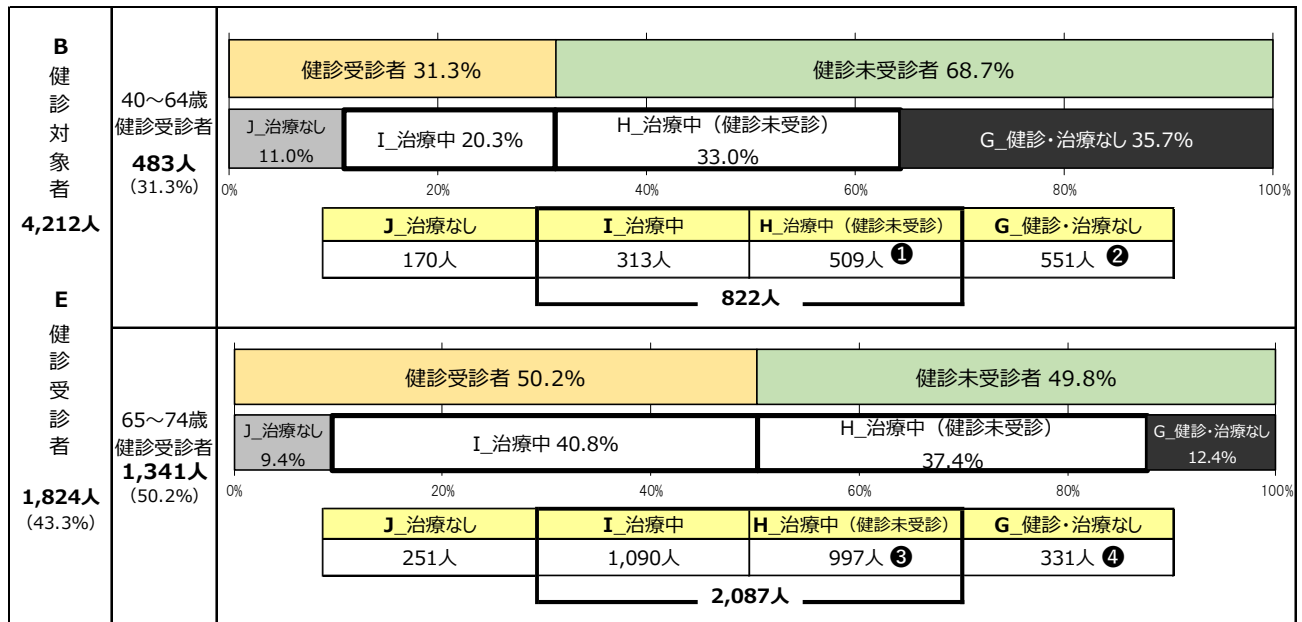 B
健
診
対
象
者
4,212人
E
健
診
受
診
者
1,824人
(43.3%)
40～64歳
健診受診者
483人
(31.3%)
健診受診者 31.3%
健診未受診者 68.7%
J_治療なし
11.0%
I_治療中 20.3%
H_治療中（健診未受診）
33.0%
G_健診・治療なし 35.7%
0% 20% 40% 60% 80% 100%
J_治療なし I_治療中 H_治療中（健診未受診） G_健診・治療なし
170人 313人 509人 ❶ 551人 ❷
822人
65～74歳
健診受診者
1,341人
(50.2%)
健診受診者 50.2%
健診未受診者 49.8%
J_治療なし
9.4%
I_治療中 40.8%
H_治療中（健診未受診）
37.4%
G_健診・治療なし
12.4%
0% 20% 40% 60% 80% 100%
J_治療なし I_治療中 H_治療中（健診未受診） G_健診・治療なし
251人 1,090人 997人 ❸ 331人 ❹
2,087人